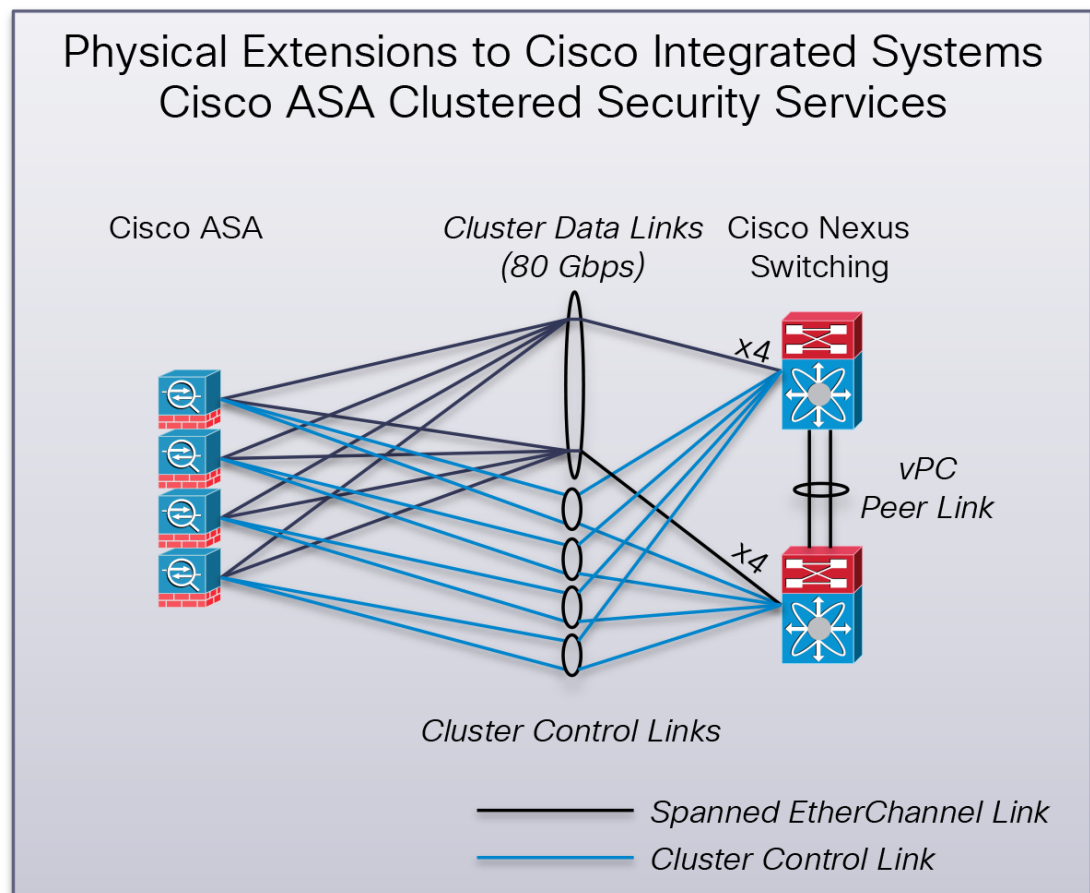 Physical Extensions to Cisco Integrated Systems
Cisco ASA Clustered Security Services
Cisco ASA
Cluster Data Links
(80 Gbps)
Cisco Nexus
Switching
x4
vPC
Peer Link
x4
Cluster Control Links
Spanned EtherChannel Link
Cluster Control Link